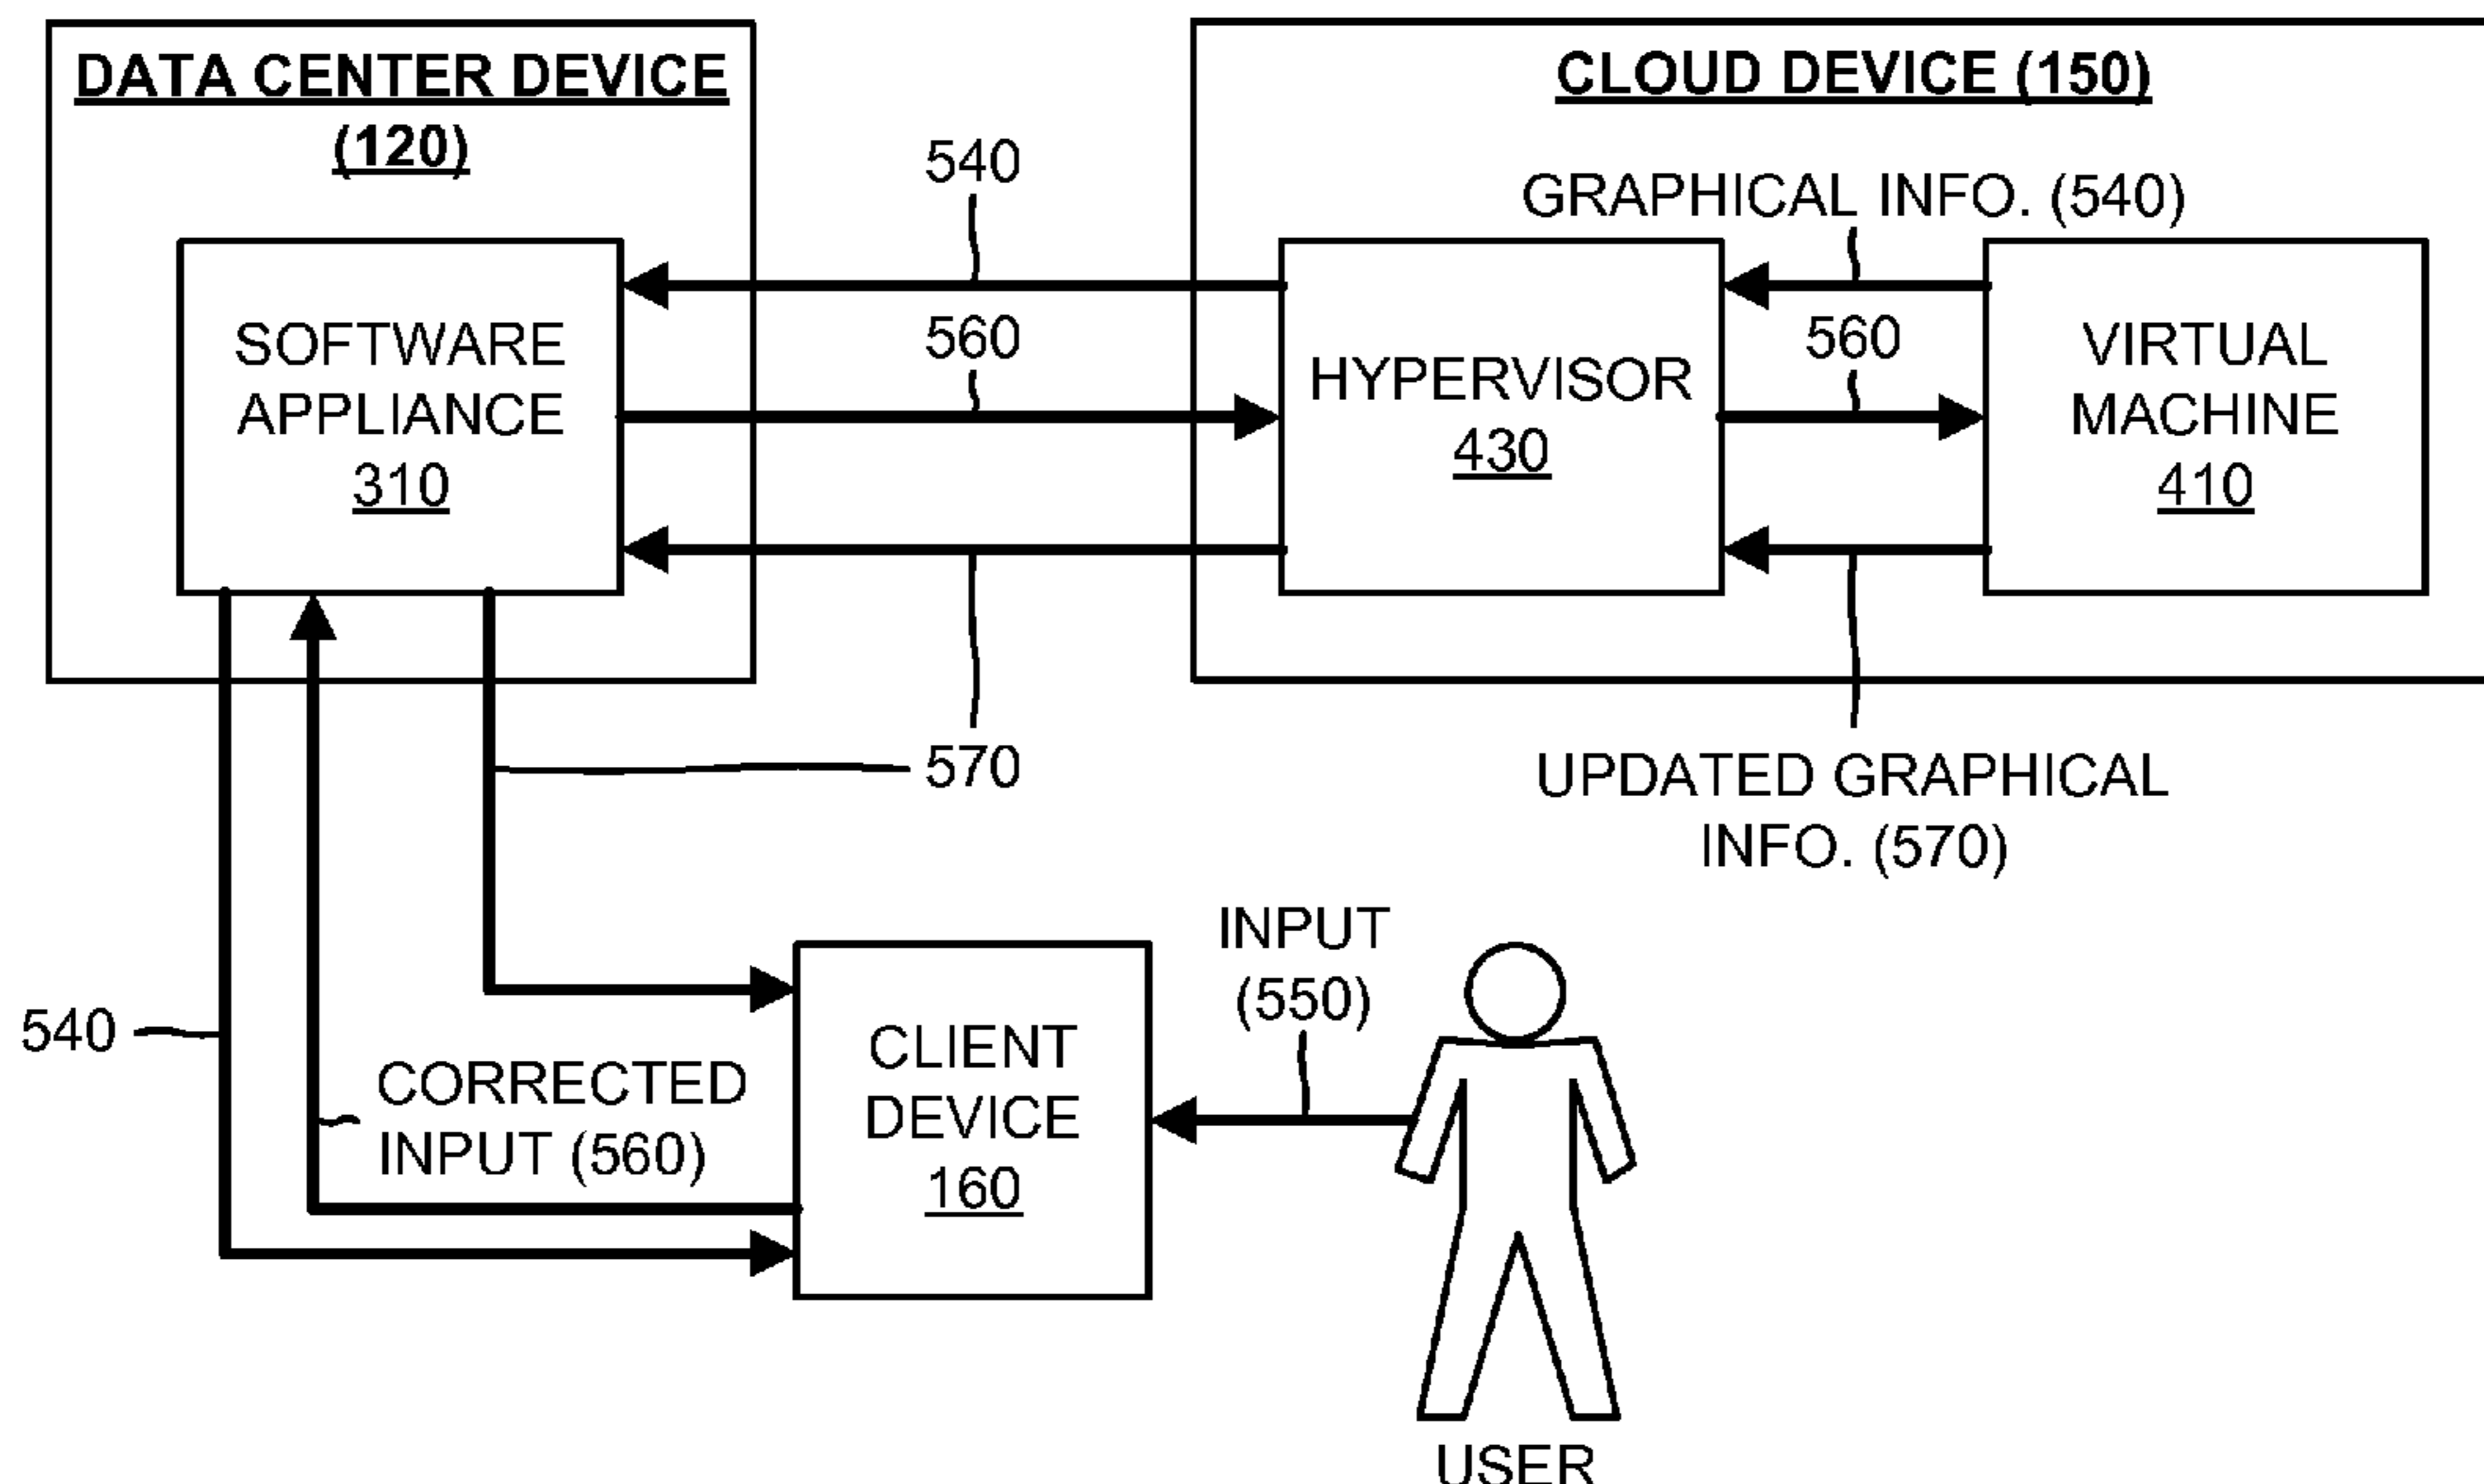 DATA CENTER DEVICE
(120)
CLOUD DEVICE (150)
540
GRAPHICAL INFO. (540)
560
560
SOFTWARE
APPLIANCE
310
HYPERVISOR
430
VIRTUAL
MACHINE
410
570
UPDATED GRAPHICAL
INFO. (570)
INPUT
(550)
540
CORRECTED
INPUT (560)
CLIENT
DEVICE
160
USER